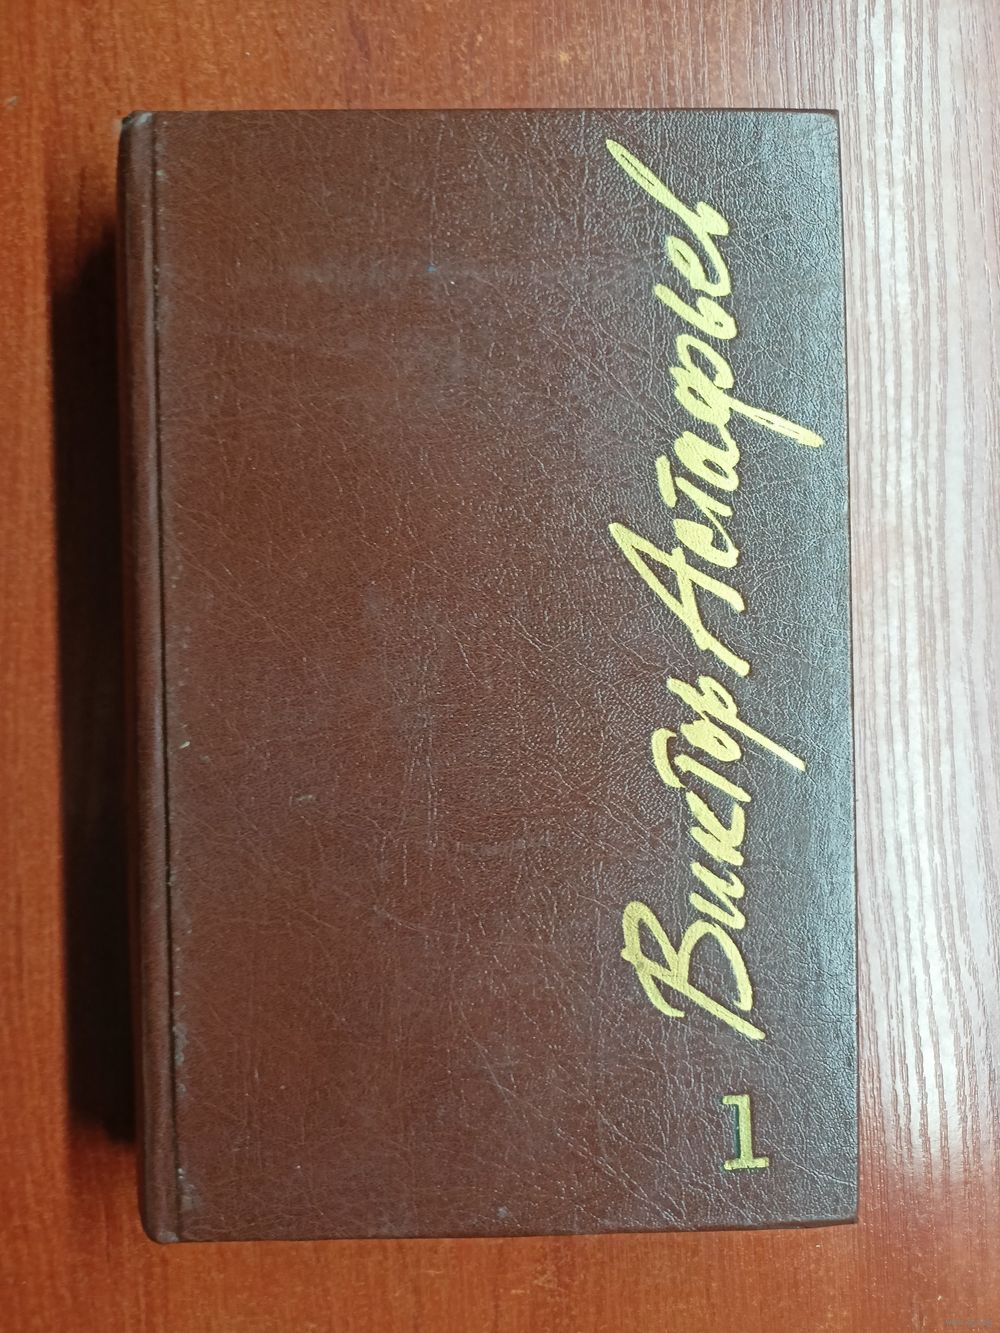 Виктор Астафьев
1